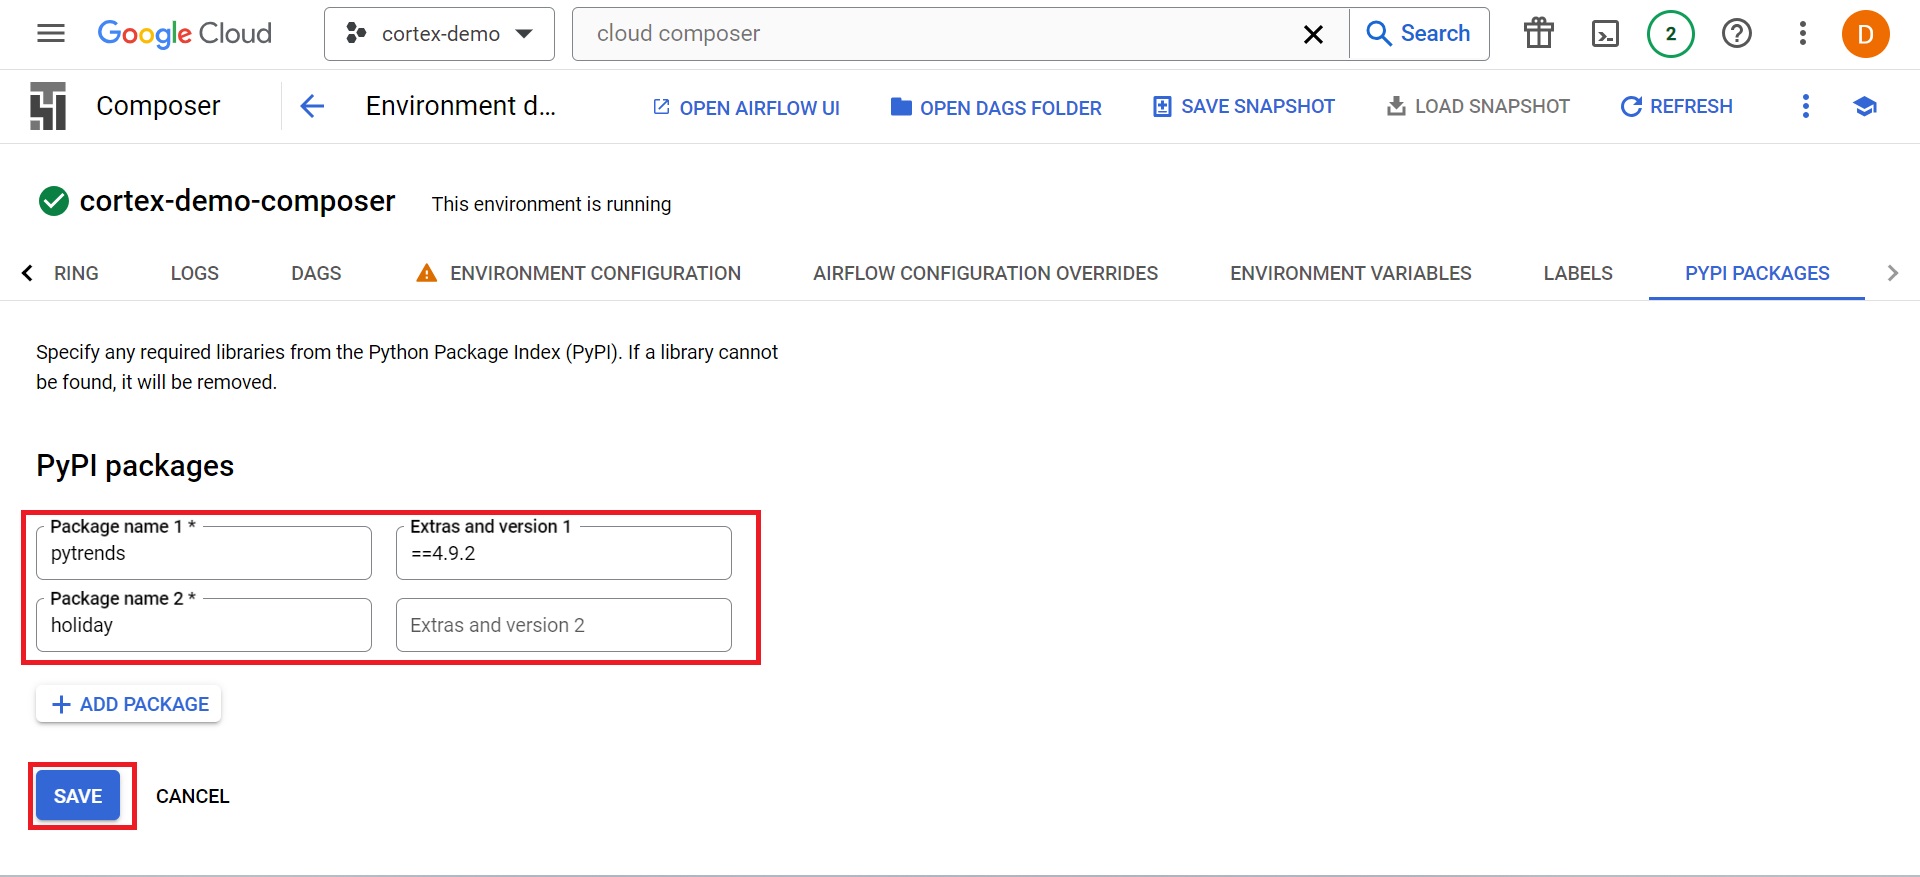 Google Cloud
cortex-demo
cloud composer
Search
2
D
Composer
Environment d...
OPEN AIRFLOW UI
OPEN DAGS FOLDER
SAVE SNAPSHOT
LOAD SNAPSHOT
REFRESH
cortex-demo-composer
This environment is running
RING
LOGS
DAGS
ENVIRONMENT CONFIGURATION
AIRFLOW CONFIGURATION OVERRIDES
ENVIRONMENT VARIABLES
LABELS
PYPI PACKAGES
Specify any required libraries from the Python Package Index (PyPI). If a library cannot
be found, it will be removed.
PyPI packages
Package name 1 *
pytrends
Extras and version 1
==4.9.2
Package name 2 *
holiday
Extras and version 2
ADD PACKAGE
SAVE
CANCEL